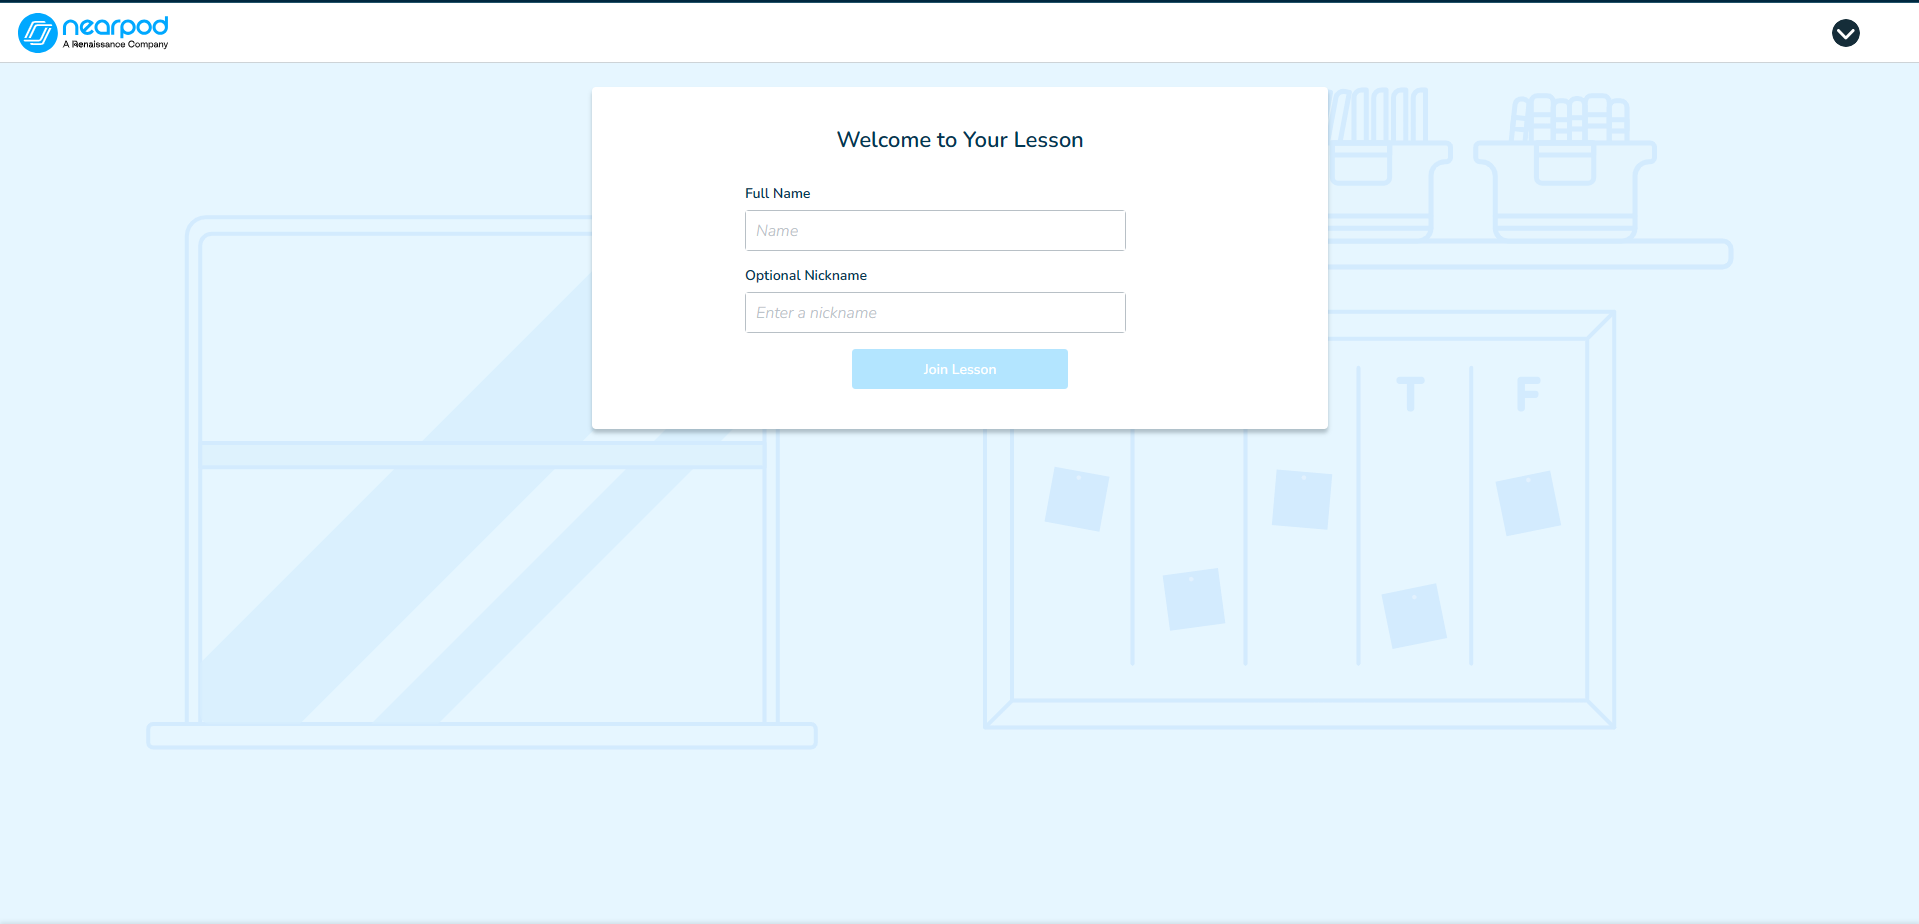 nearpod
A Renaissance Company
Welcome to Your Lesson
Full Name
Name
Optional Nickname
Enter a nickname
Join Lesson
T F